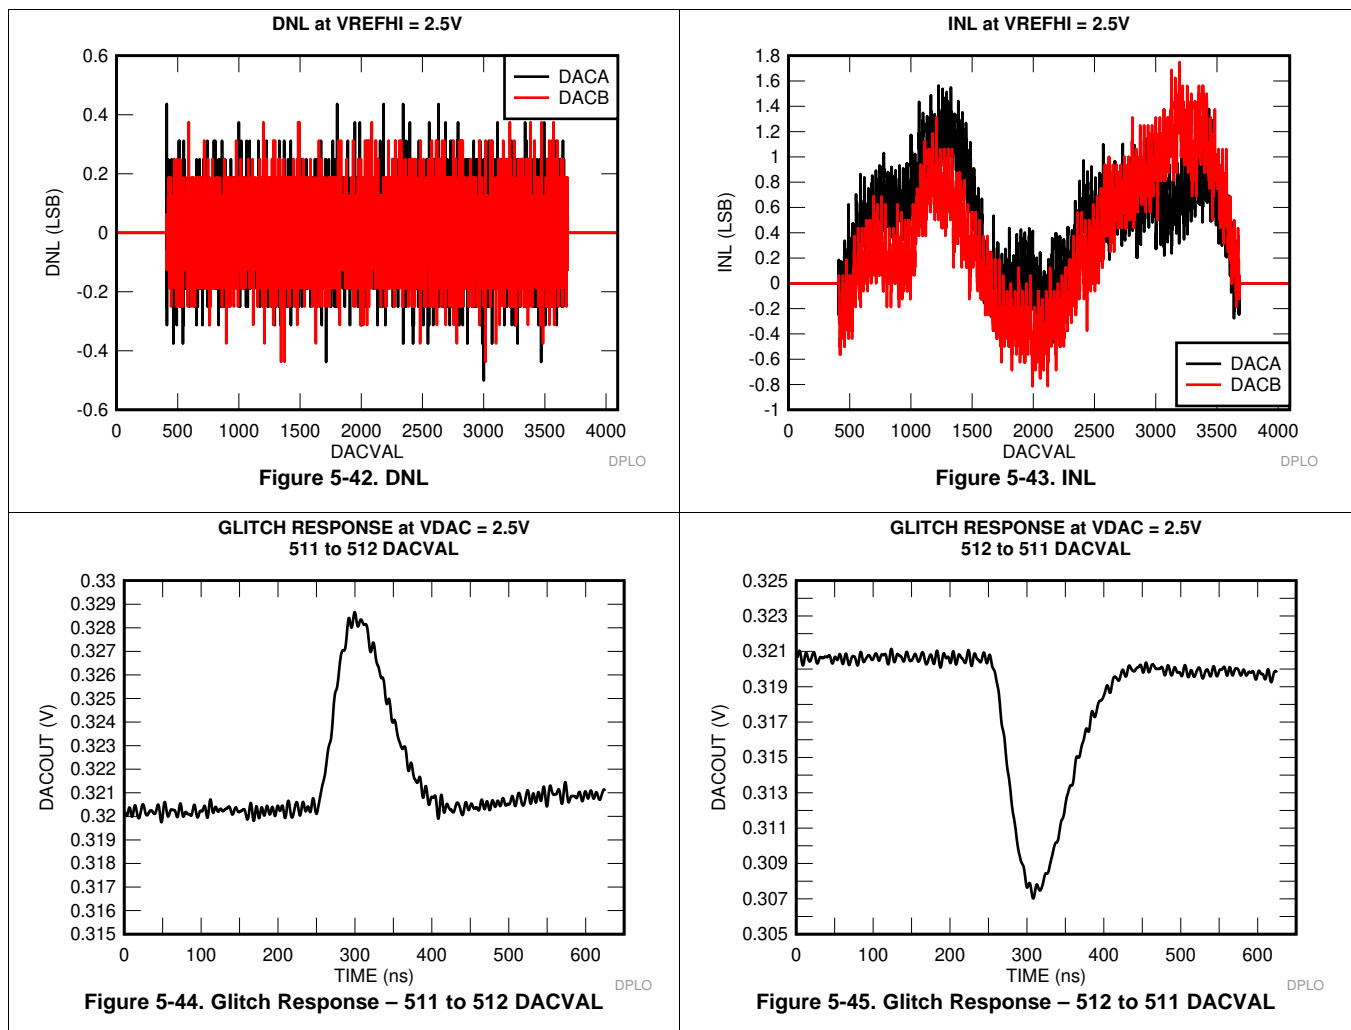 DNL at VREFHI = 2.5V
0.6
0.4
0.2
0
-0.2
-0.4
-0.6
DNL (LSB)
DACA
DACB
0 500 1000 1500 2000 2500 3000 3500 4000
DACVAL
DPLO
Figure 5-42. DNL
INL at VREFHI = 2.5V
1.8
1.6
1.4
1.2
1
0.8
0.6
0.4
0.2
0
-0.2
-0.4
-0.6
-0.8
-1
INL (LSB)
DACA
DACB
0 500 1000 1500 2000 2500 3000 3500 4000
DACVAL
DPLO
Figure 5-43. INL
GLITCH RESPONSE at VDAC = 2.5V
511 to 512 DACVAL
0.33
0.329
0.328
0.327
0.326
0.325
0.324
0.323
0.322
0.321
0.32
0.319
0.318
0.317
0.316
0.315
DACOUT (V)
0 100 200 300 400 500 600
TIME (ns)
DPLO
Figure 5-44. Glitch Response – 511 to 512 DACVAL
GLITCH RESPONSE at VDAC = 2.5V
512 to 511 DACVAL
0.325
0.323
0.321
0.319
0.317
0.315
0.313
0.311
0.309
0.307
0.305
DACOUT (V)
0 100 200 300 400 500 600
TIME (ns)
DPLO
Figure 5-45. Glitch Response – 512 to 511 DACVAL